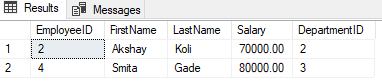 Results Messages
EmployeeID FirstName LastName Salary DepartmentID
1 2 Akshay Koli 70000.00 2
2 4 Smita Gade 80000.00 3